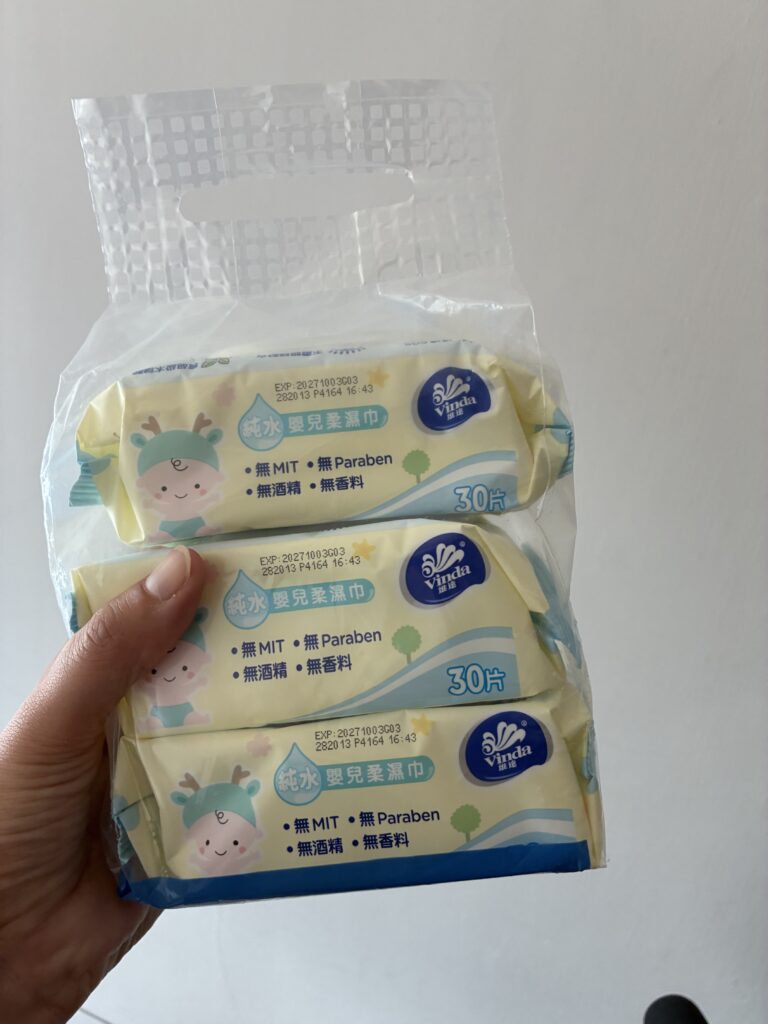 EXP:20271003G03
282013 P4164 16:43
Vinda
維達
純水 嬰兒柔濕巾
•無MIT •無Paraben
•無酒精 •無香料
30片
EXP:20271003G03
282013 P4164 16:43
Vinda
維達
純水 嬰兒柔濕巾
•無MIT •無Paraben
•無酒精 •無香料
30片
EXP:20271003G03
282013 P4164 16:43
Vinda
維達
純水 嬰兒柔濕巾
•無MIT •無Paraben
•無酒精 •無香料